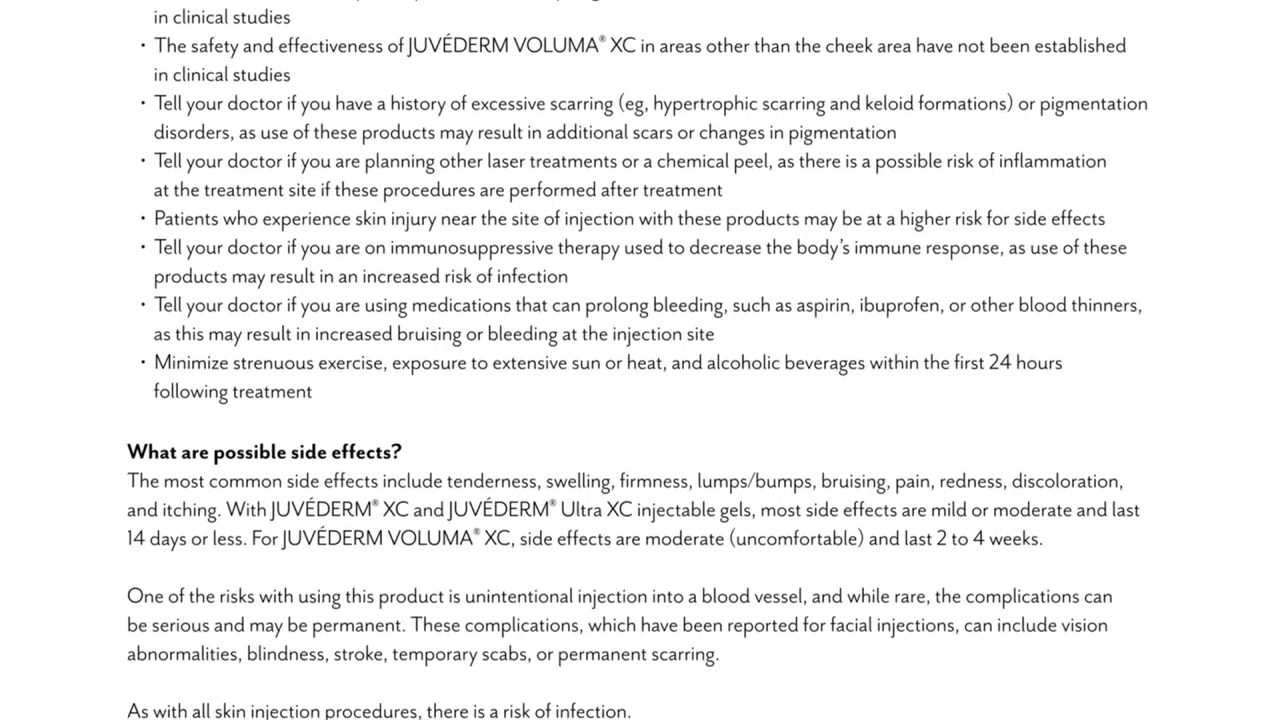 in clinical studies
• The safety and effectiveness of JUVÉDERM VOLUMA® XC in areas other than the cheek area have not been established
in clinical studies
• Tell your doctor if you have a history of excessive scarring (eg, hypertrophic scarring and keloid formations) or pigmentation
disorders, as use of these products may result in additional scars or changes in pigmentation
• Tell your doctor if you are planning other laser treatments or a chemical peel, as there is a possible risk of inflammation
at the treatment site if these procedures are performed after treatment
• Patients who experience skin injury near the site of injection with these products may be at a higher risk for side effects
• Tell your doctor if you are on immunosuppressive therapy used to decrease the body’s immune response, as use of these
products may result in an increased risk of infection
• Tell your doctor if you are using medications that can prolong bleeding, such as aspirin, ibuprofen, or other blood thinners,
as this may result in increased bruising or bleeding at the injection site
• Minimize strenuous exercise, exposure to extensive sun or heat, and alcoholic beverages within the first 24 hours
following treatment
What are possible side effects?
The most common side effects include tenderness, swelling, firmness, lumps/bumps, bruising, pain, redness, discoloration,
and itching. With JUVÉDERM® XC and JUVÉDERM® Ultra XC injectable gels, most side effects are mild or moderate and last
14 days or less. For JUVÉDERM VOLUMA® XC, side effects are moderate (uncomfortable) and last 2 to 4 weeks.
One of the risks with using this product is unintentional injection into a blood vessel, and while rare, the complications can
be serious and may be permanent. These complications, which have been reported for facial injections, can include vision
abnormalities, blindness, stroke, temporary scabs, or permanent scarring.
As with all skin injection procedures, there is a risk of infection.